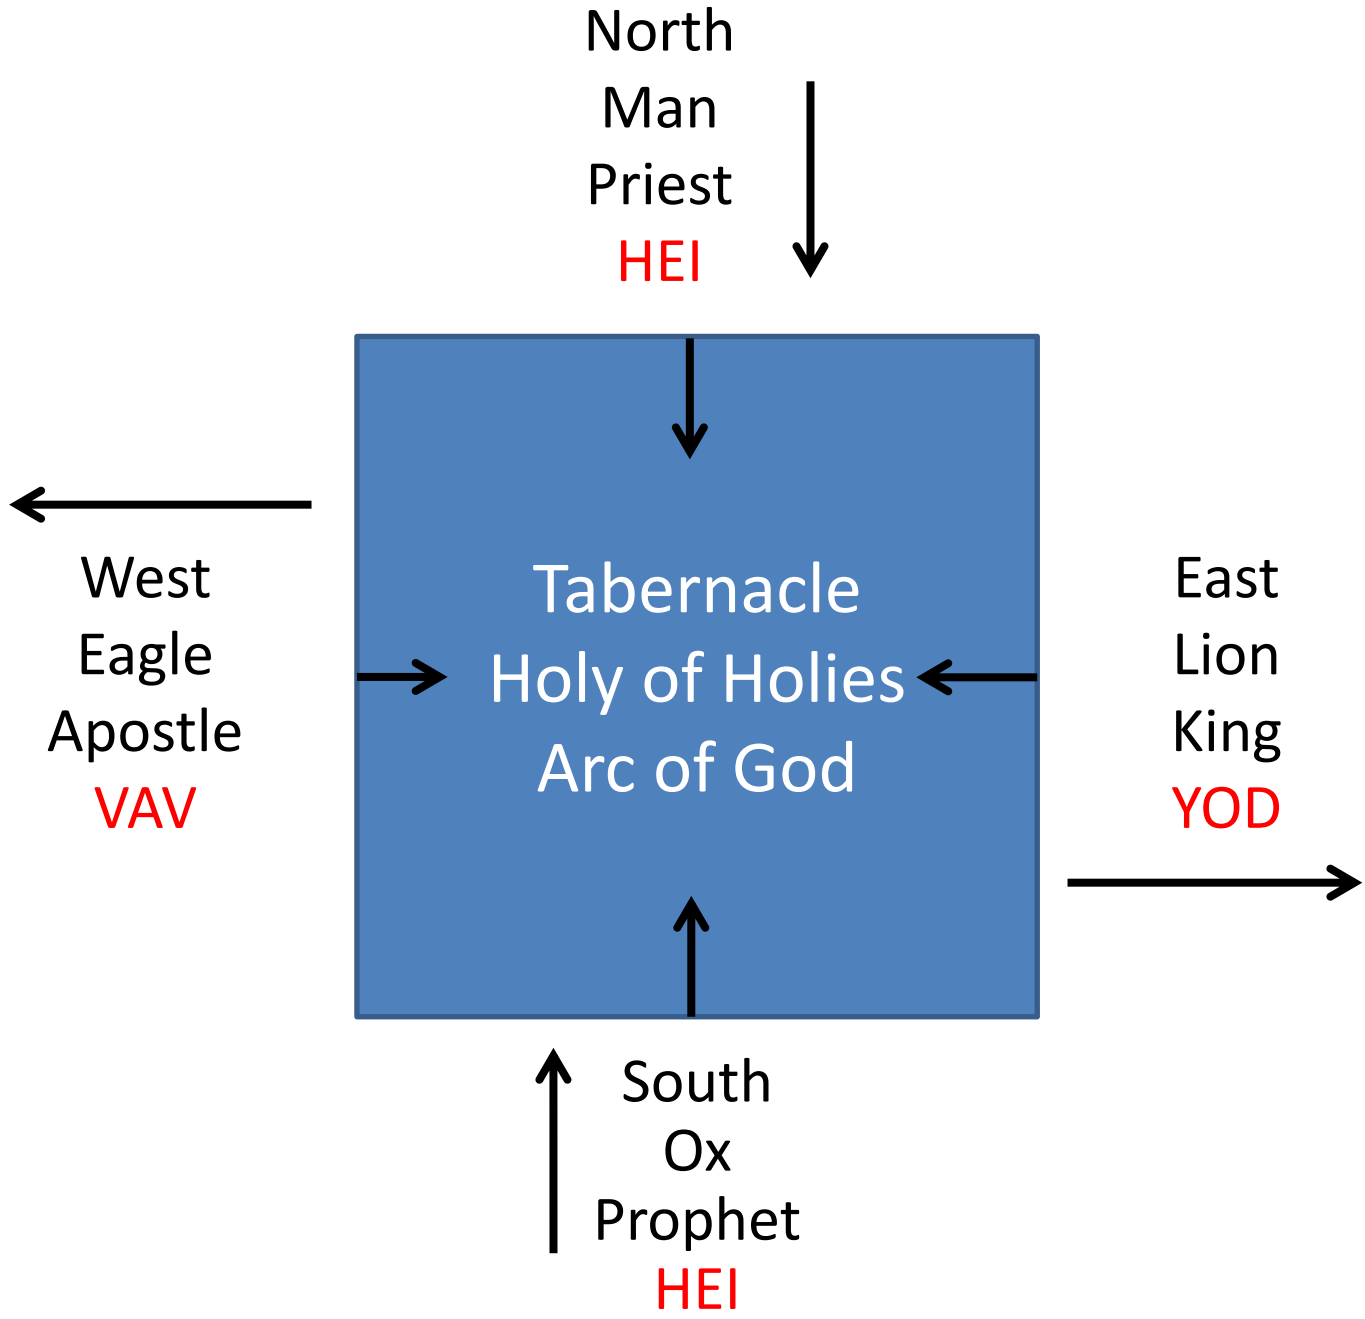 North
Man
Priest
HEI
West
Eagle
Apostle
VAV
Tabernacle
Holy of Holies
Arc of God
East
Lion
King
YOD
South
Ox
Prophet
HEI